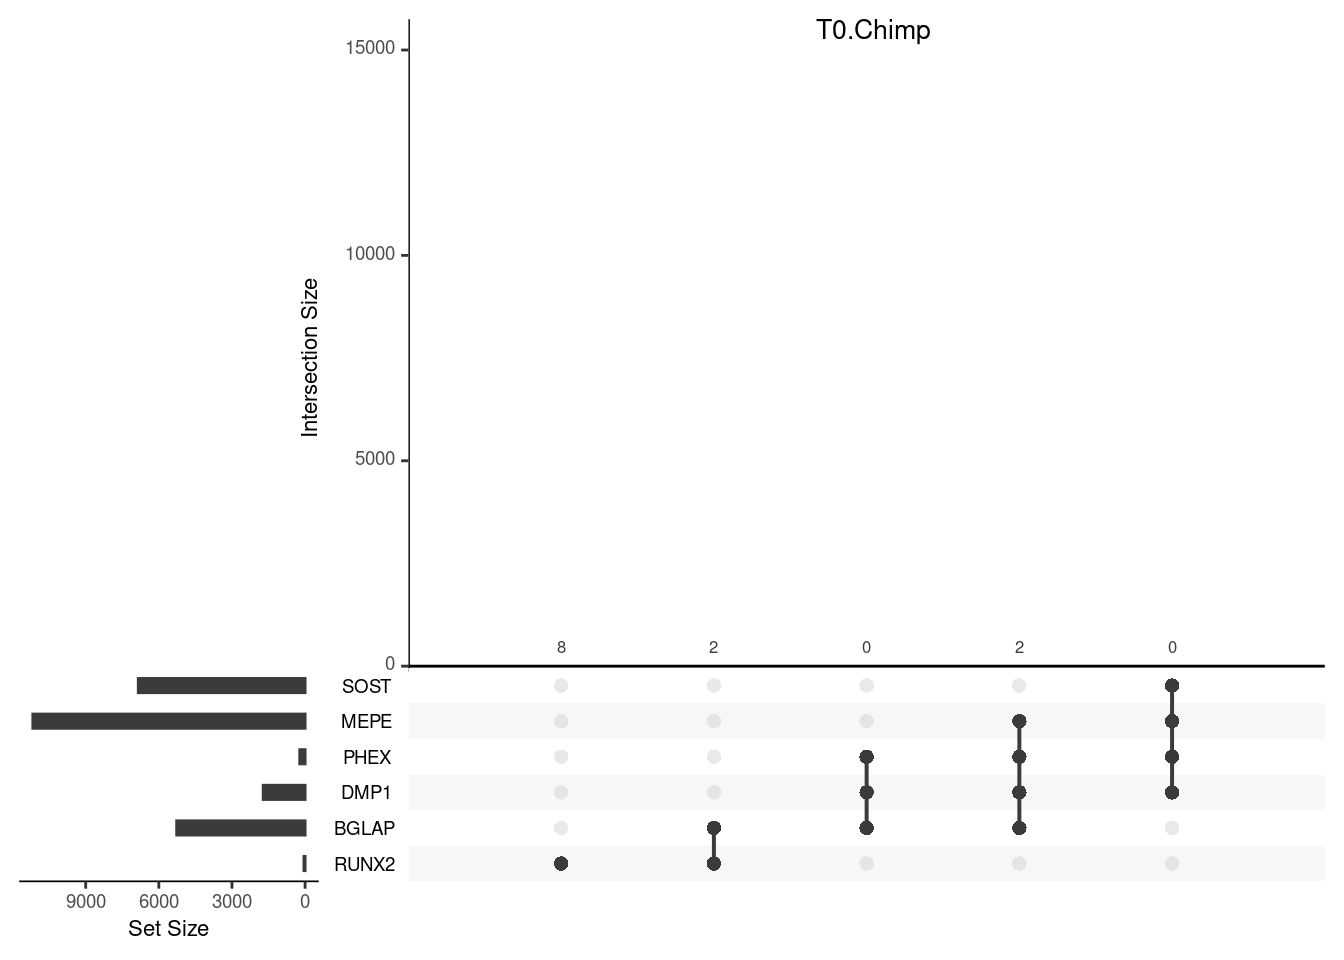 T0.Chimp
15000
10000
5000
0
Intersection Size
8 2 0 2 0
SOST
MEPE
PHEX
DMP1
BGLAP
RUNX2
9000 6000 3000 0
Set Size